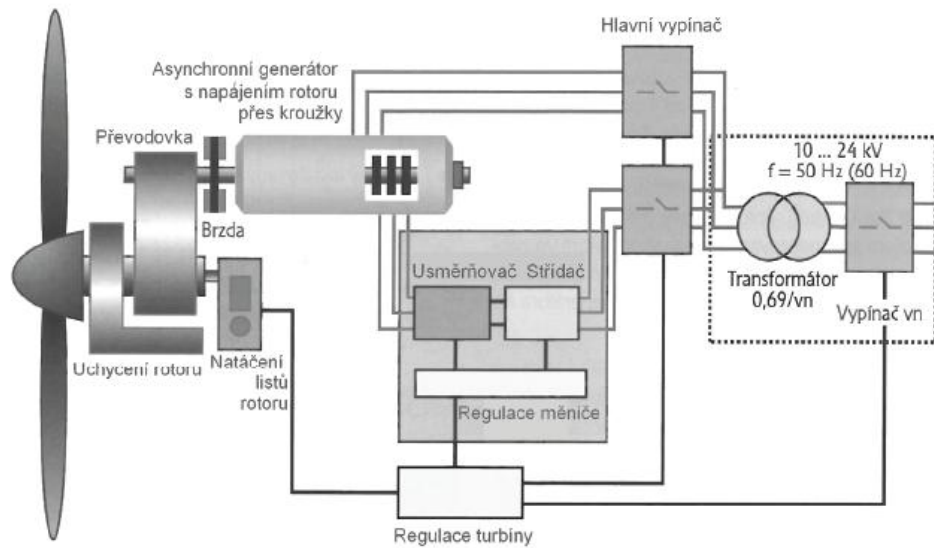 Hlavní vypínač
Asynchronní generátor
s napájením rotoru
přes kroužky
Převodovka
10 ... 24 kV
f = 50 Hz (60 Hz)
Brzda
Usměrňovač
Střídač
Transformátor
0,69/vn
Vypínač vn
Uchycení rotoru
Natáčení
listů
rotoru
Regulace měniče
Regulace turbíny